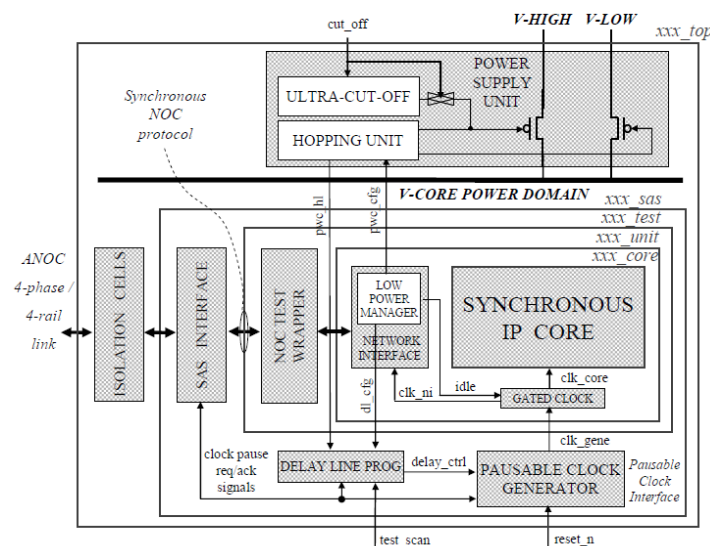 V-HIGH V-LOW
cut_off
xxx_top
POWER
SUPPLY
UNIT
ULTRA-CUT-OFF
HOPPING UNIT
Synchronous
NOC
protocol
V-CORE POWER DOMAIN
pwc_hl
pwc_cfg
xxx_sas
xxx_test
xxx_unit
xxx_core
ANOC
4-phase /
4-rail
link
ISOLATION CELLS
SAS INTERFACE
NOC TEST
WRAPPER
LOW
POWER
MANAGER
NETWORK
INTERFACE
SYNCHRONOUS
IP CORE
dl_cfg
idle
clk_ni
clk_core
GATED CLOCK
clk_gene
clock pause
req/ack
signals
DELAY LINE PROG
delay_ctrl
PAUSABLE CLOCK
GENERATOR
Pausable
Clock
Interface
test_scan
reset_n